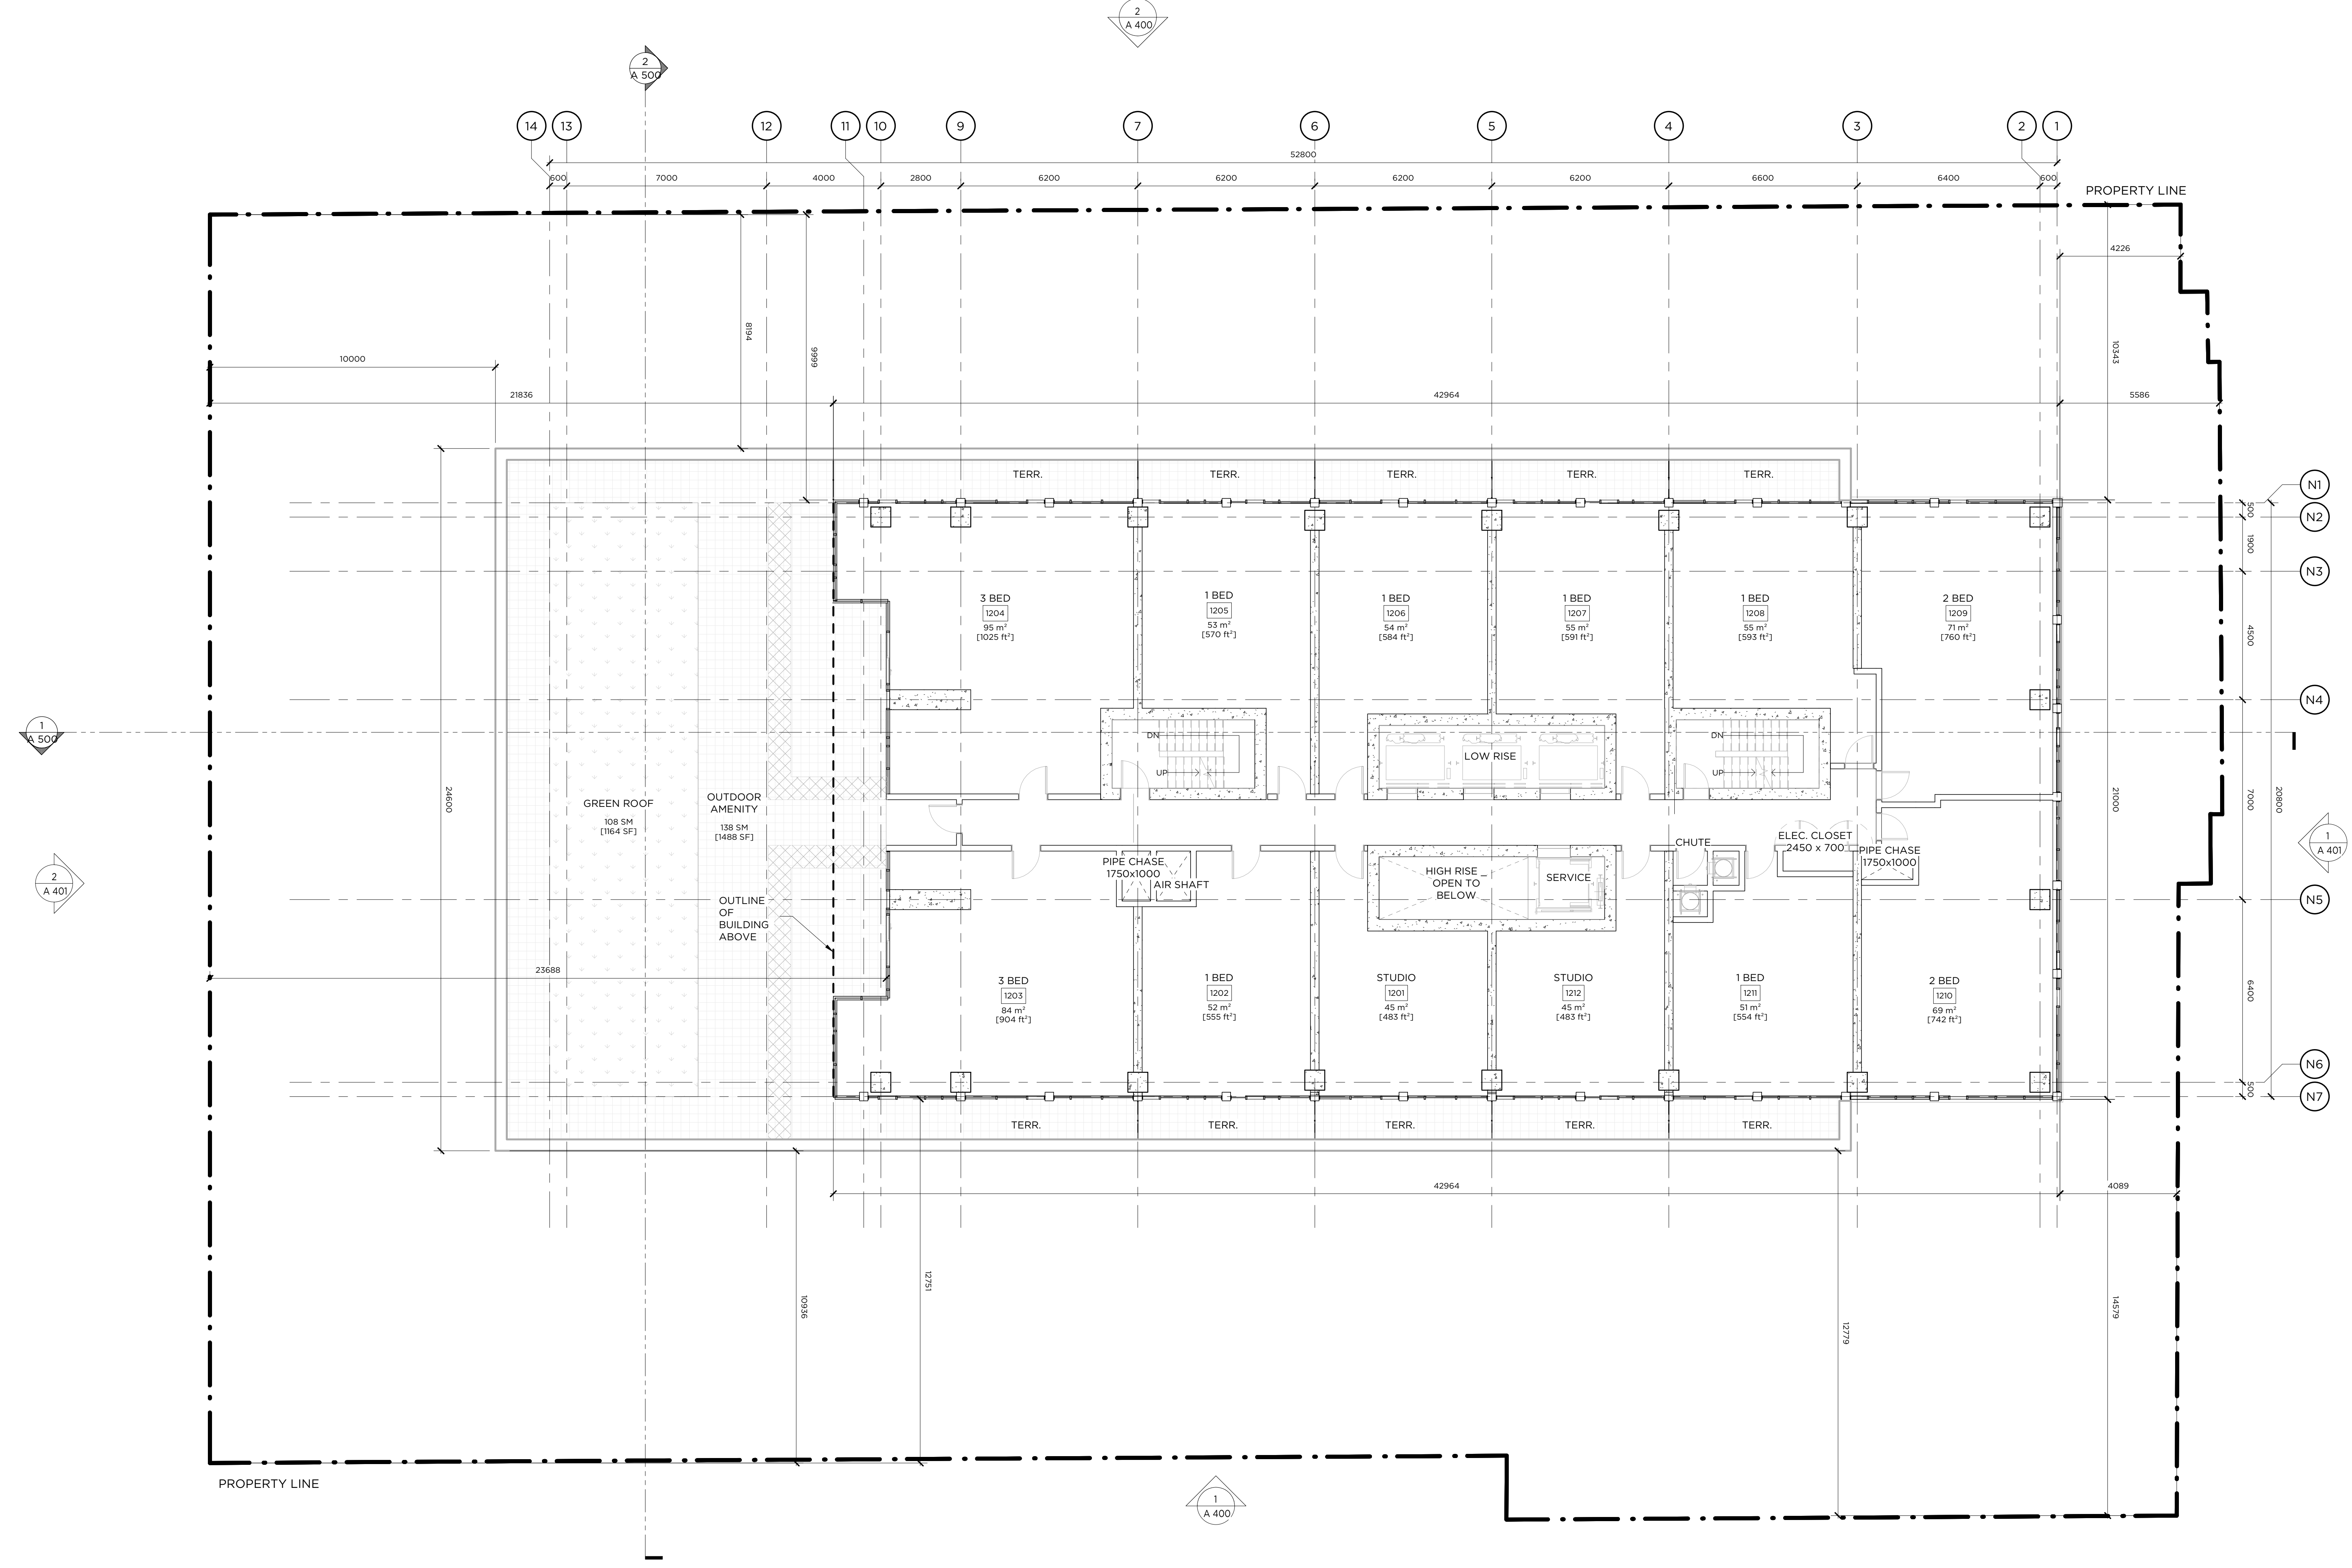 2
A 400
2
A 500
14
13
12
11
10
9
7
6
5
4
3
2
1
52800
600
7000
4000
2800
6200
6200
6200
6200
6600
6400
600
PROPERTY LINE
4226
8194
9999
10343
10000
21836
42964
5586
TERR.
TERR.
TERR.
TERR.
TERR.
N1
500
N2
1900
N3
4500
N4
7000
20800
21000
N5
6400
N6
500
N7
3 BED
1204
95 m²
[1025 ft²]
1 BED
1205
53 m²
[570 ft²]
1 BED
1206
54 m²
[584 ft²]
1 BED
1207
55 m²
[591 ft²]
1 BED
1208
55 m²
[593 ft²]
2 BED
1209
71 m²
[760 ft²]
1
A 500
DN
UP
LOW RISE
DN
UP
24600
GREEN ROOF
108 SM
[1164 SF]
OUTDOOR
AMENITY
138 SM
[1488 SF]
2
A 401
1
A 401
PIPE CHASE
1750x1000
AIR SHAFT
HIGH RISE
OPEN TO
BELOW
SERVICE
CHUTE
ELEC. CLOSET
2450 x 700
PIPE CHASE
1750x1000
OUTLINE
OF
BUILDING
ABOVE
23688
3 BED
1203
84 m²
[904 ft²]
1 BED
1202
52 m²
[555 ft²]
STUDIO
1201
45 m²
[483 ft²]
STUDIO
1212
45 m²
[483 ft²]
1 BED
1211
51 m²
[554 ft²]
2 BED
1210
69 m²
[742 ft²]
TERR.
TERR.
TERR.
TERR.
TERR.
42964
4089
12751
10936
12779
14579
PROPERTY LINE
1
A 400